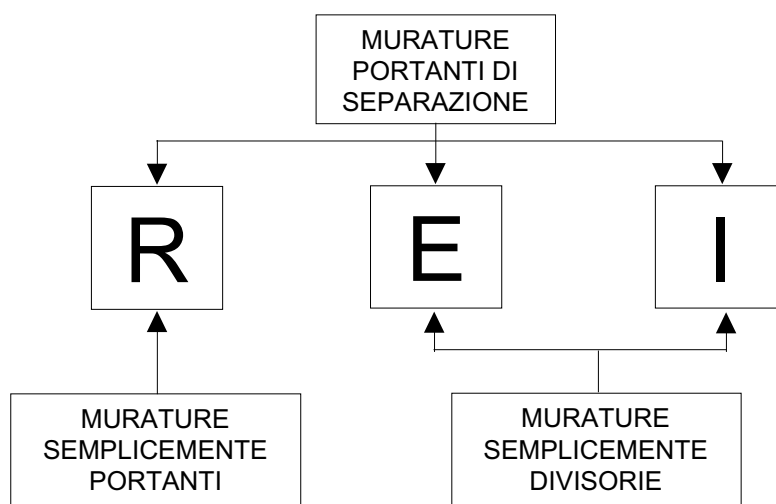 MURATURE
PORTANTI DI
SEPARAZIONE
R
E
I
MURATURE
SEMPLICEMENTE
PORTANTI
MURATURE
SEMPLICEMENTE
DIVISORIE